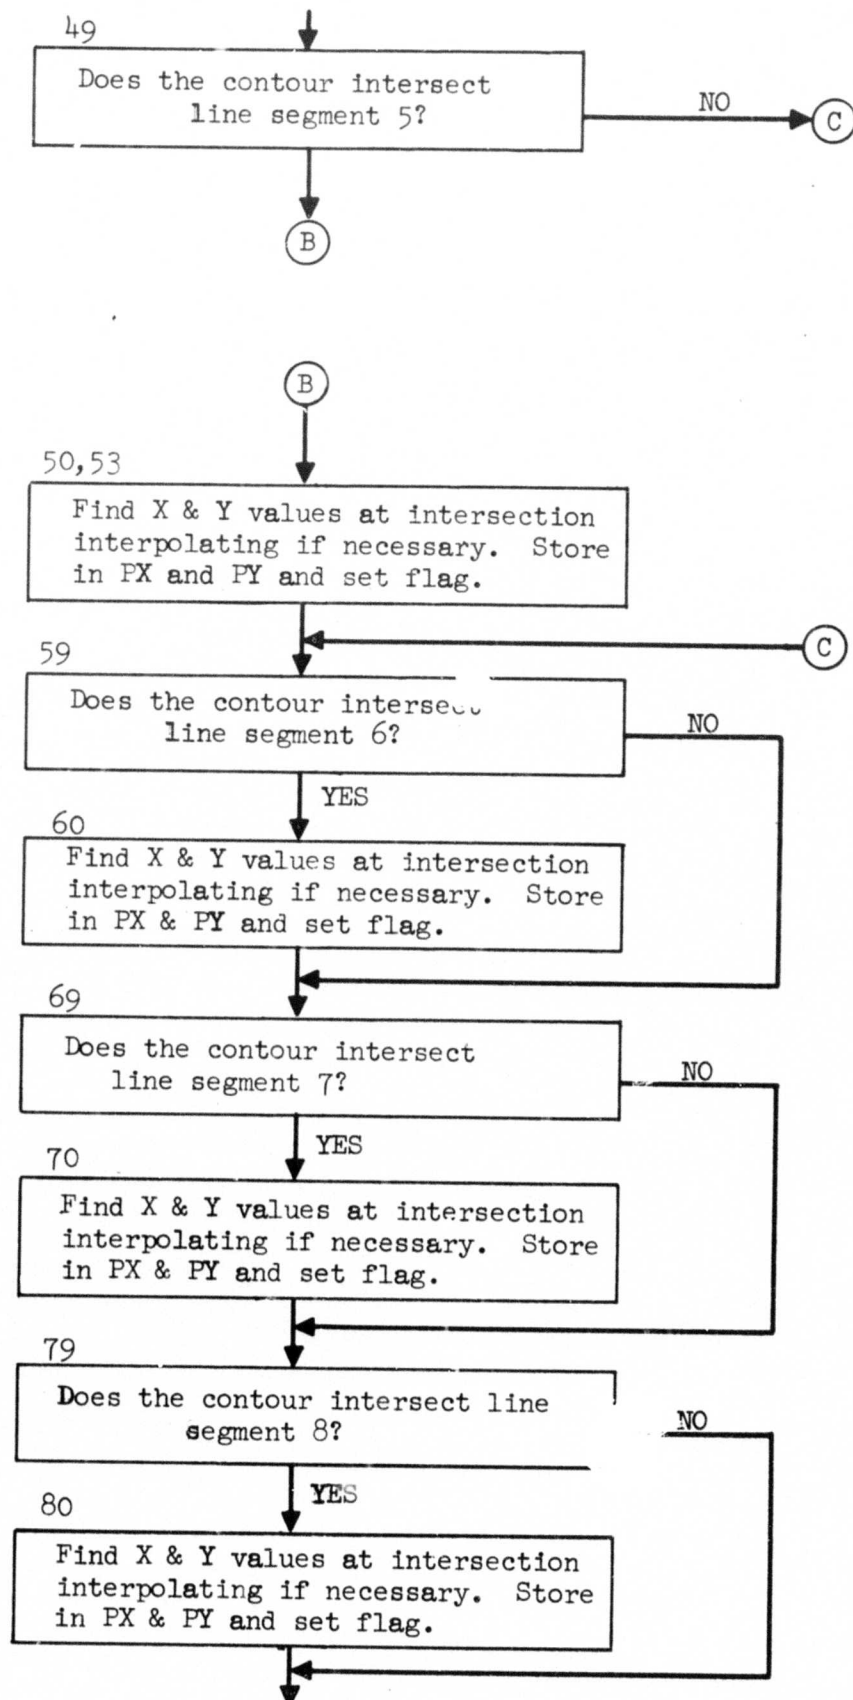 49
Does the contour intersect
line segment 5?
NO
C
B
B
50,53
Find X & Y values at intersection
interpolating if necessary. Store
in PX and PY and set flag.
C
59
Does the contour intersect
line segment 6?
NO
YES
60
Find X & Y values at intersection
interpolating if necessary. Store
in PX & PY and set flag.
69
Does the contour intersect
line segment 7?
NO
YES
70
Find X & Y values at intersection
interpolating if necessary. Store
in PX & PY and set flag.
79
Does the contour intersect line
segment 8?
NO
YES
80
Find X & Y values at intersection
interpolating if necessary. Store
in PX & PY and set flag.